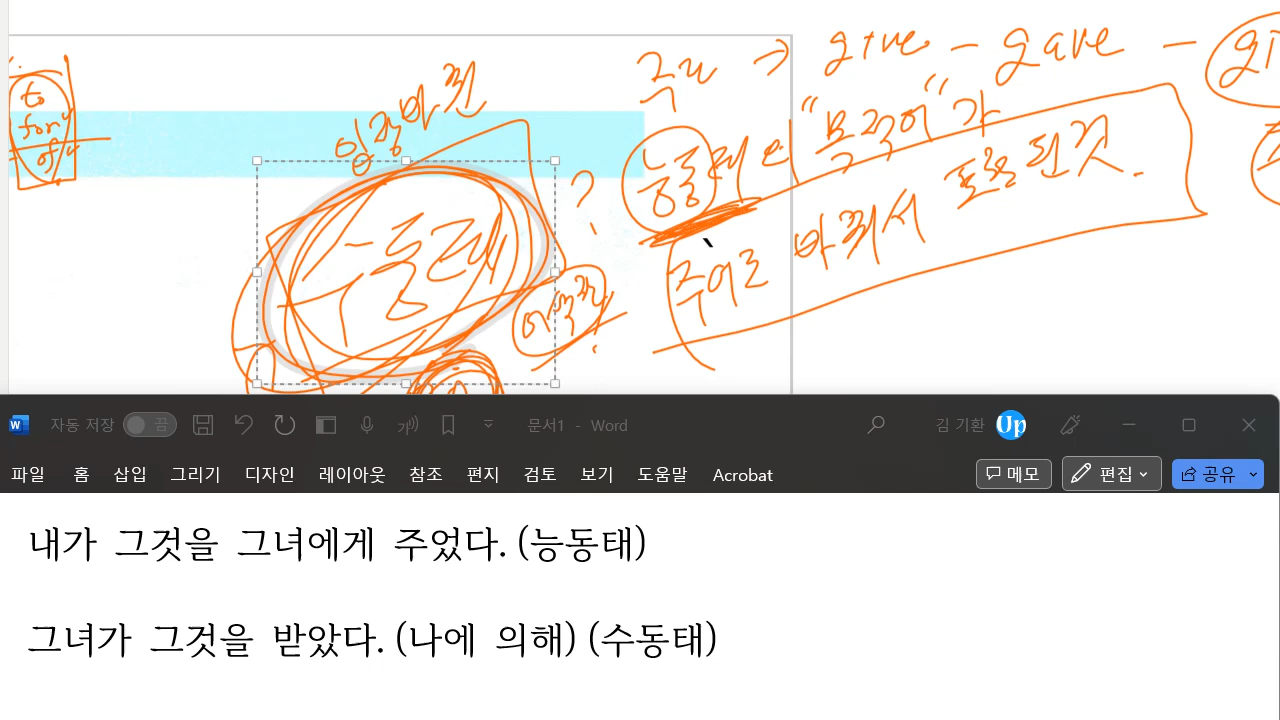 to
for
of
입장 바뀐
수동태
?
주다 → give - gave -
능동태 "목적어"가
주어로 바뀌어서 표현된 것.
자동 저장 끔 가)) 문서1 - Word 김 기환 Up
파일 홈 삽입 그리기 디자인 레이아웃 참조 편지 검토 보기 도움말 Acrobat 메모 편집 공유
내가 그것을 그녀에게 주었다. (능동태)
그녀가 그것을 받았다. (나에 의해) (수동태)